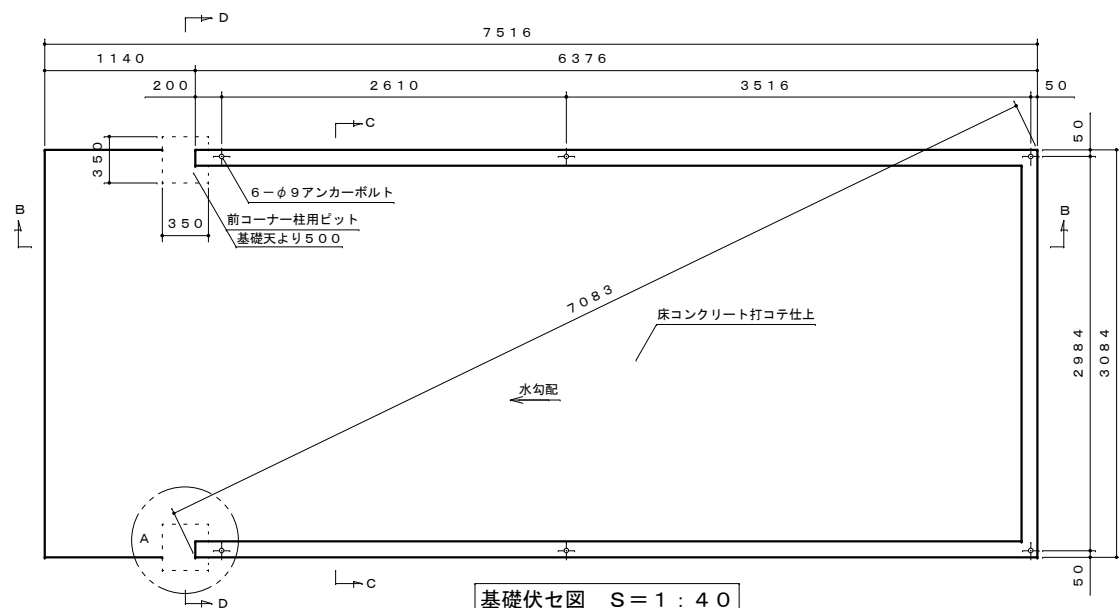 D
7516
1140
6376
200
2610
3516
50
C
50
350
6－φ9アンカーボルト
前コーナー柱用ピット
基礎天より500
350
B
B
7083
床コンクリート打コテ仕上
水勾配
2984
3084
A
C
50
D
基礎伏セ図 S＝1：40